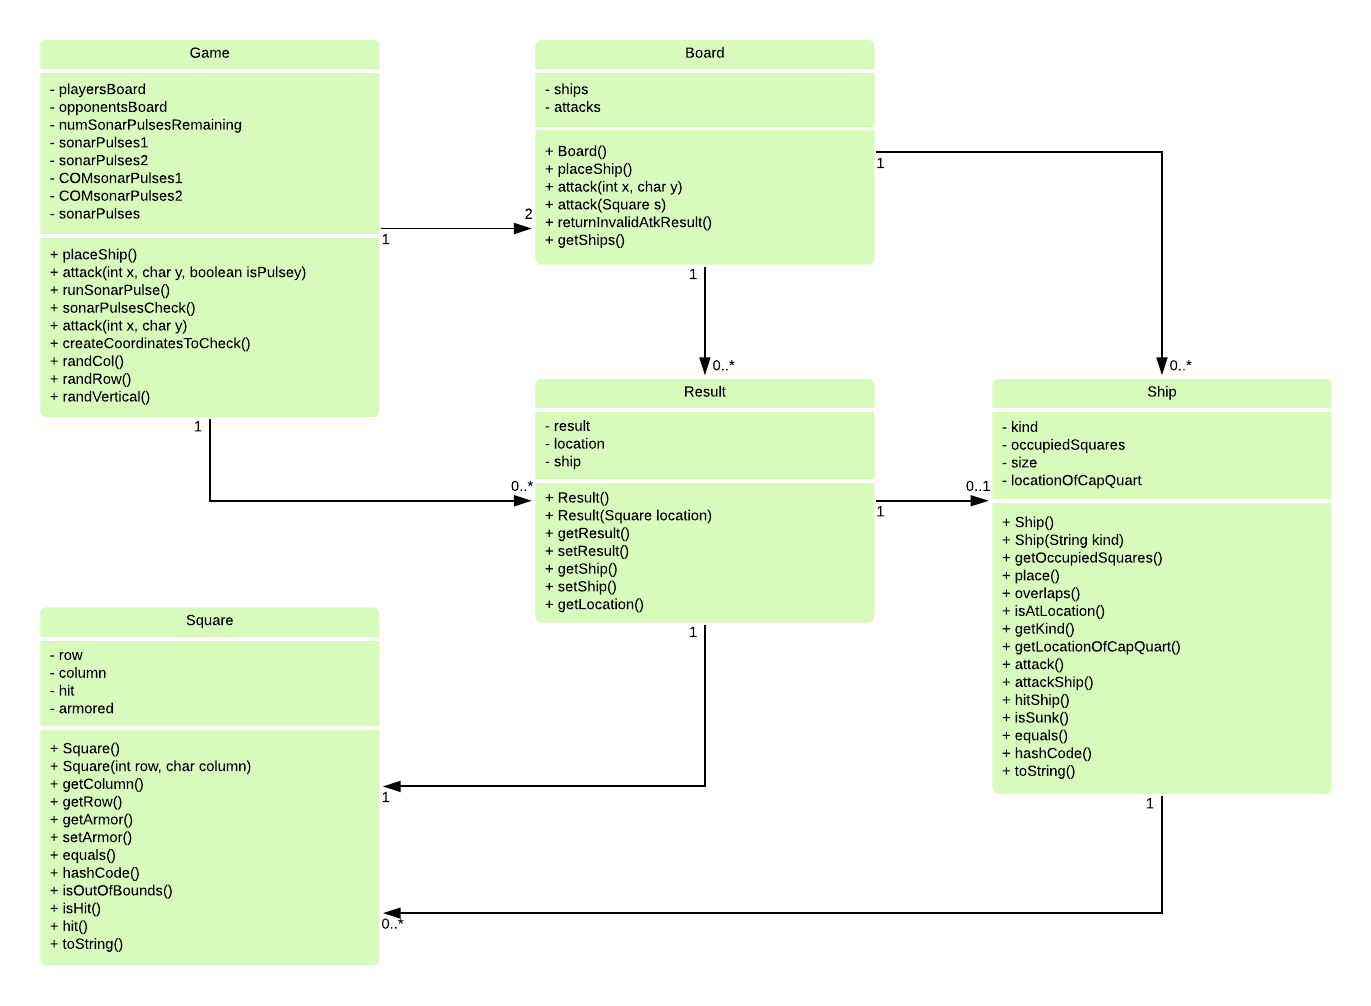 Game
- playersBoard
- opponentsBoard
- numSonarPulsesRemaining
- sonarPulses1
- sonarPulses2
- COMsonarPulses1
- COMsonarPulses2
- sonarPulses
+ placeShip()
+ attack(int x, char y, boolean isPulsey)
+ runSonarPulse()
+ sonarPulsesCheck()
+ attack(int x, char y)
+ createCoordinatesToCheck()
+ randCol()
+ randRow()
+ randVertical()
1
2
1
0..*
Board
- ships
- attacks
+ Board()
+ placeShip()
+ attack(int x, char y)
+ attack(Square s)
+ returnInvalidAtkResult()
+ getShips()
1
0..*
1
0..*
Result
- result
- location
- ship
+ Result()
+ Result(Square location)
+ getResult()
+ setResult()
+ getShip()
+ setShip()
+ getLocation()
1
0..1
1
1
Ship
- kind
- occupiedSquares
- size
- locationOfCapQuart
+ Ship()
+ Ship(String kind)
+ getOccupiedSquares()
+ place()
+ overlaps()
+ isAtLocation()
+ getKind()
+ getLocationOfCapQuart()
+ attack()
+ attackShip()
+ hitShip()
+ isSunk()
+ equals()
+ hashCode()
+ toString()
1
0..*
Square
- row
- column
- hit
- armored
+ Square()
+ Square(int row, char column)
+ getColumn()
+ getRow()
+ getArmor()
+ setArmor()
+ equals()
+ hashCode()
+ isOutOfBounds()
+ isHit()
+ hit()
+ toString()